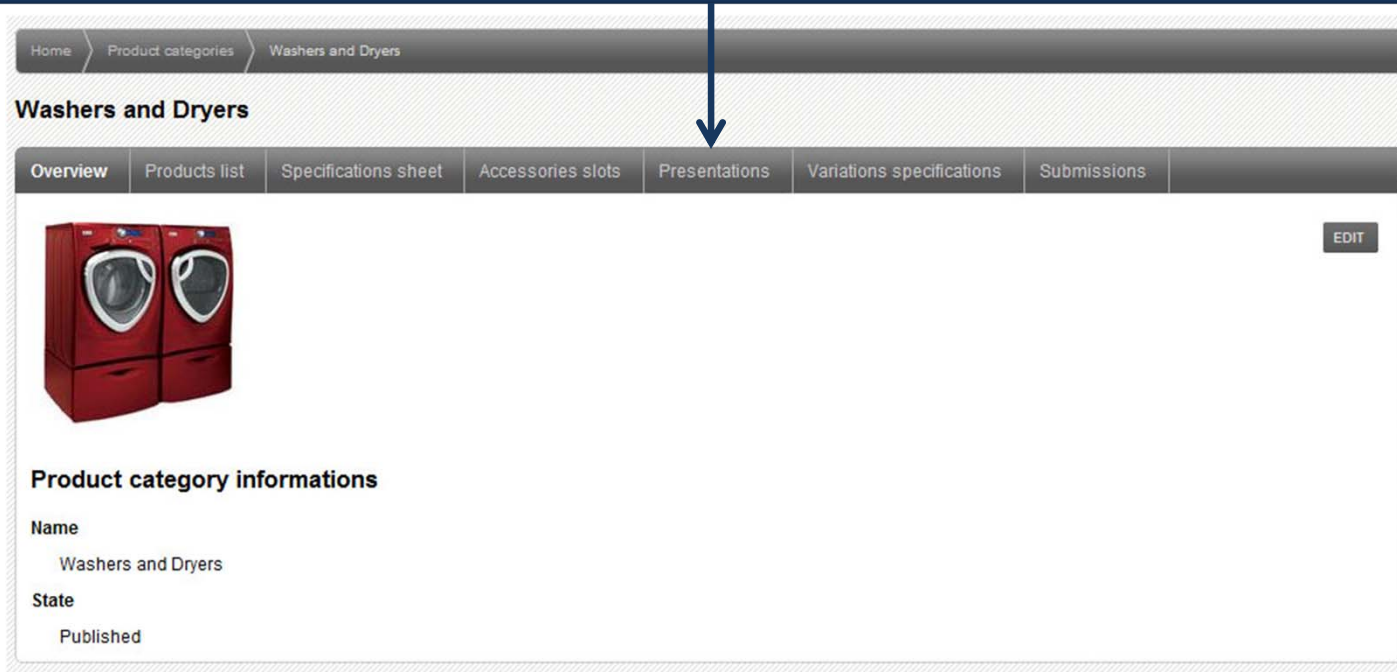 Home Product categories Washers and Dryers
Washers and Dryers
Overview Products list Specifications sheet Accessories slots Presentations Variations specifications Submissions
EDIT
Product category informations
Name
Washers and Dryers
State
Published